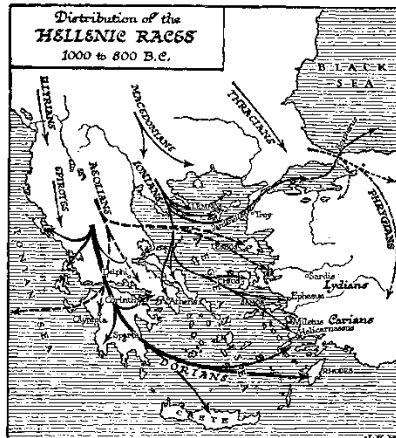 Distribution of the
HELLENIC RACES
1000 to 800 B.C.
BLACK
SEA
ILLYRIANS
MACEDONIANS
THRACIANS
EPIROTES
AEOLIANS
IONIANS
PHRYGIANS
Troy
Delphi
Sardis
Lydians
Corinth
Athens
Ephesus
Olympia
Miletus
Carians
Halicarnassus
Sparta
DORIANS
RHODES
CRETE